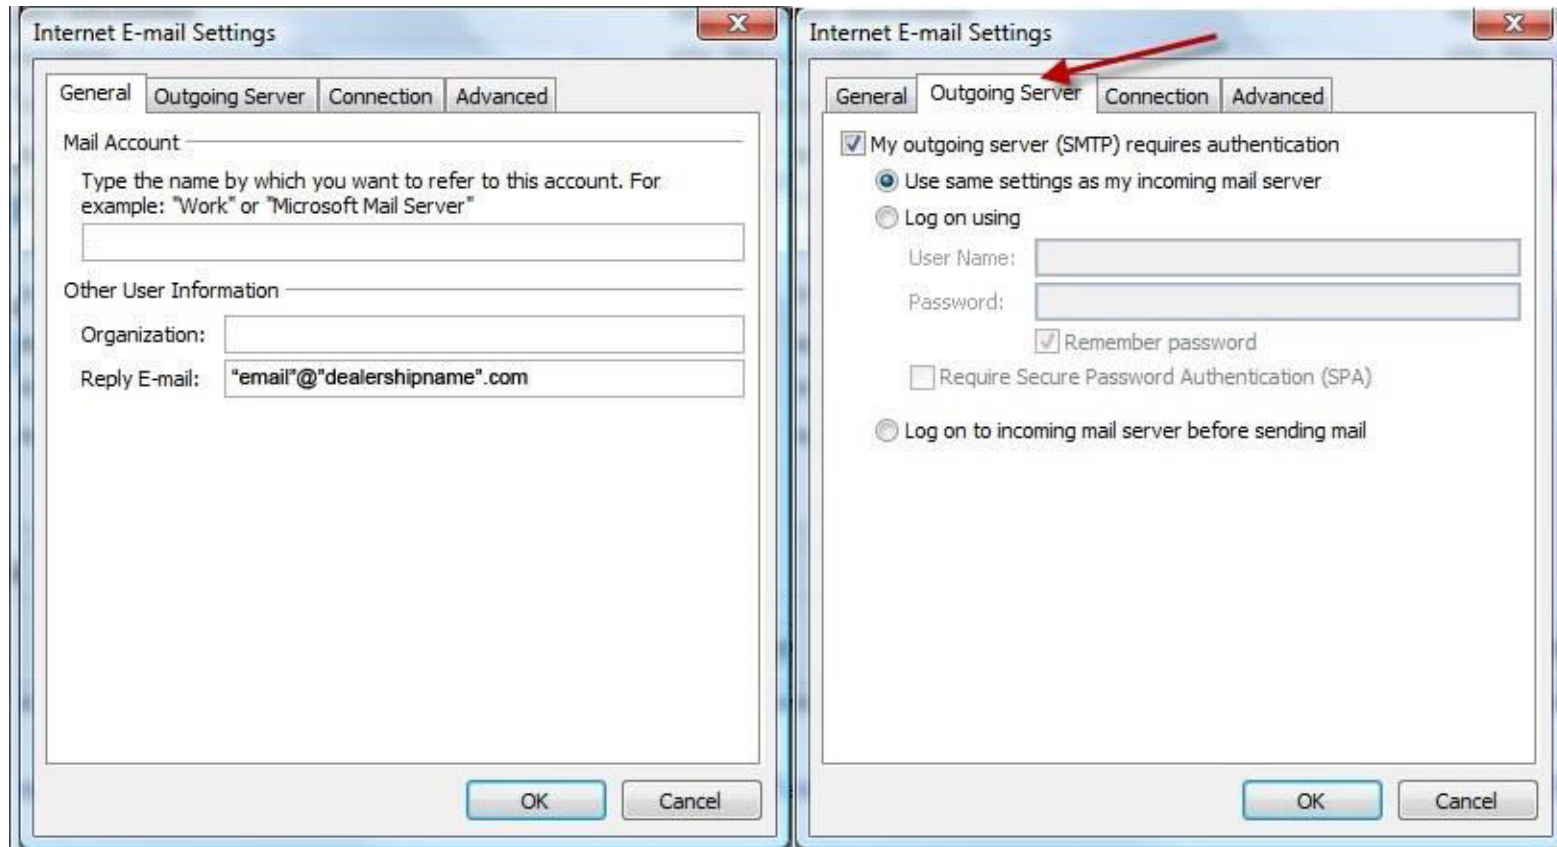 Internet E-mail Settings
General
Outgoing Server
Connection
Advanced
Mail Account
Type the name by which you want to refer to this account. For
example: "Work" or "Microsoft Mail Server"
Other User Information
Organization:
Reply E-mail: “email”@"dealershipname".com
OK
Cancel
Internet E-mail Settings
General
Outgoing Server
Connection
Advanced
My outgoing server (SMTP) requires authentication
Use same settings as my incoming mail server
Log on using
User Name:
Password:
Remember password
Require Secure Password Authentication (SPA)
Log on to incoming mail server before sending mail
OK
Cancel